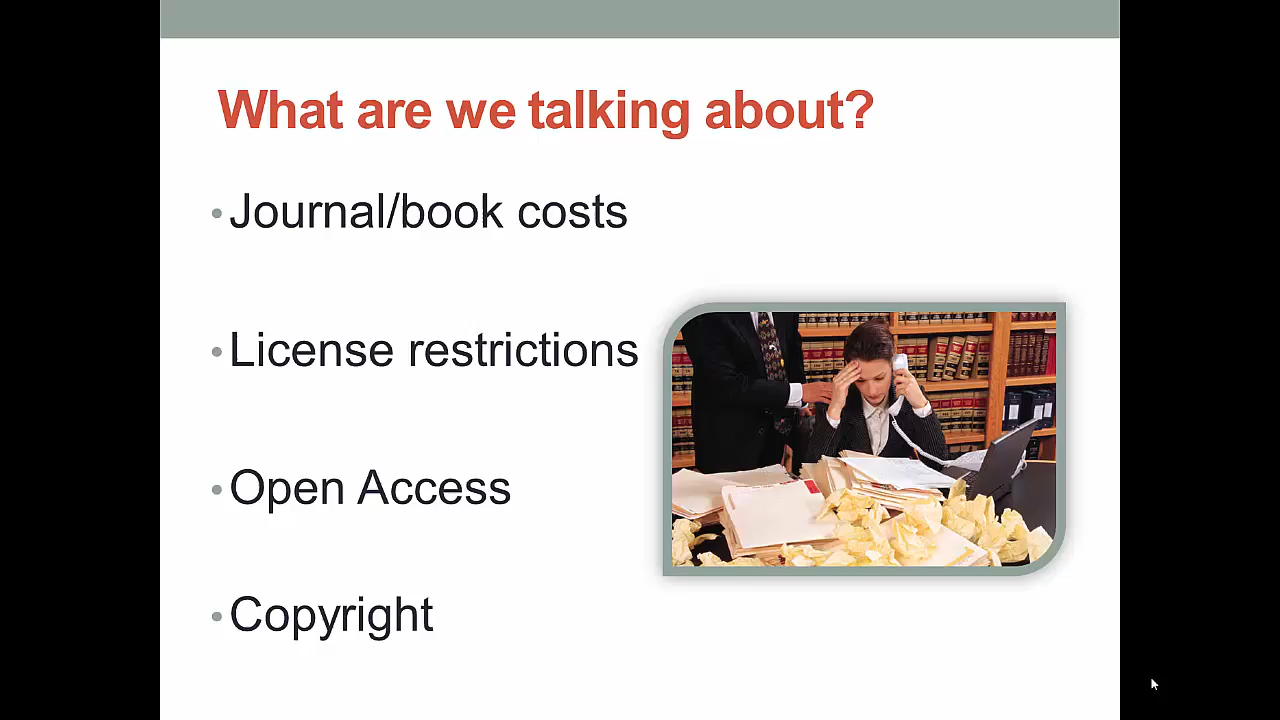 What are we talking about?
• Journal/book costs
• License restrictions
• Open Access
• Copyright